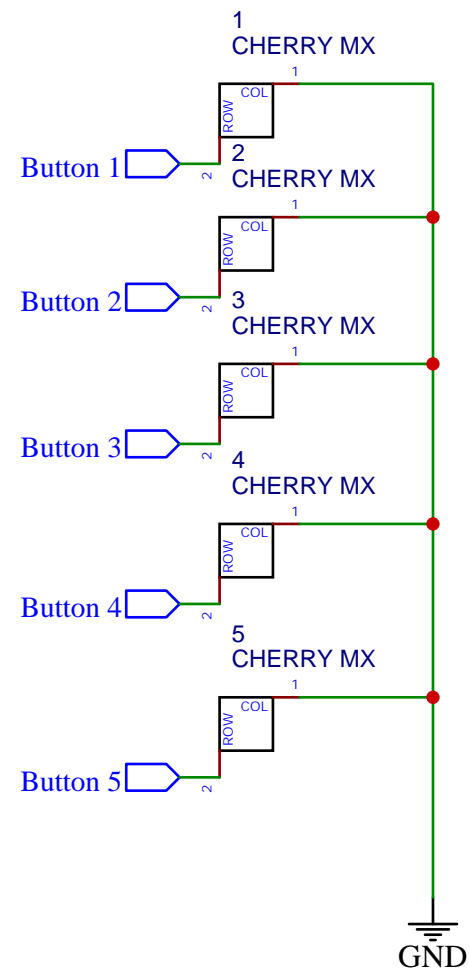 1
CHERRY MX
1
COL
ROW
Button 1
2
2
CHERRY MX
1
COL
ROW
Button 2
2
3
CHERRY MX
1
COL
ROW
Button 3
2
4
CHERRY MX
1
COL
ROW
Button 4
2
5
CHERRY MX
1
COL
ROW
Button 5
2
GND